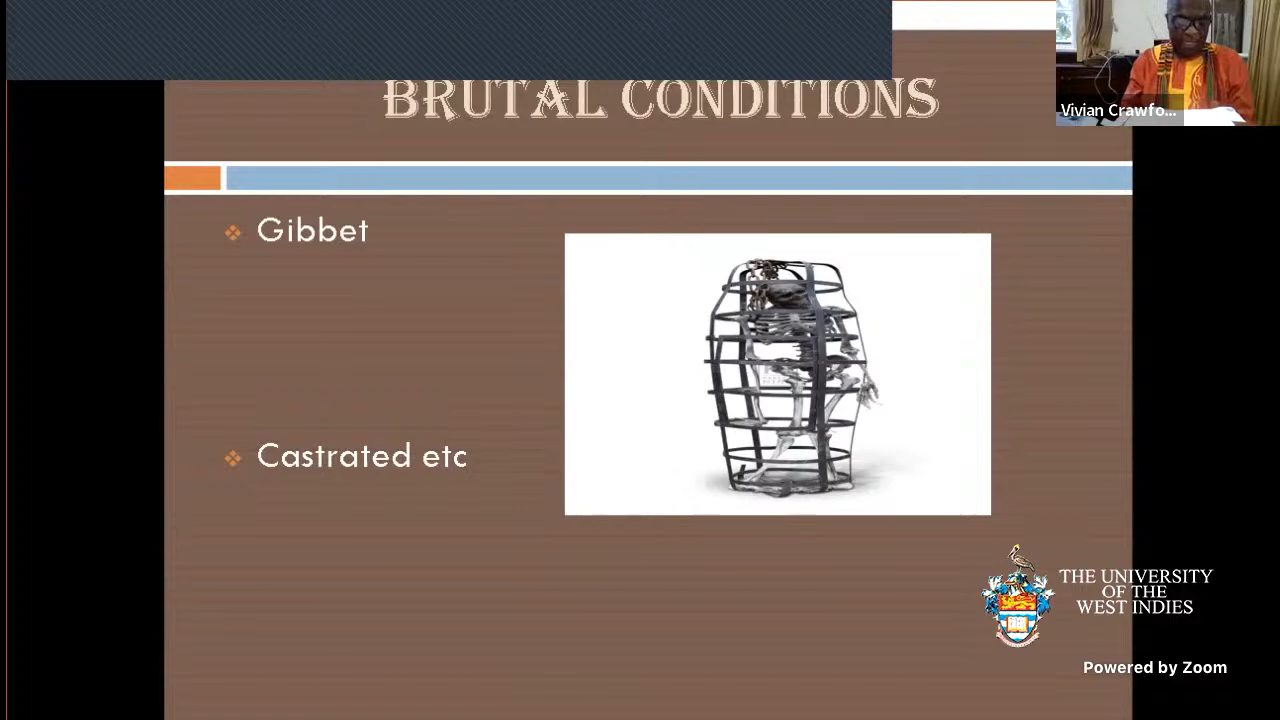 BRUTAL CONDITIONS
Vivian Crawfo...
Gibbet
Castrated etc
THE UNIVERSITY
OF THE
WEST INDIES
Powered by Zoom